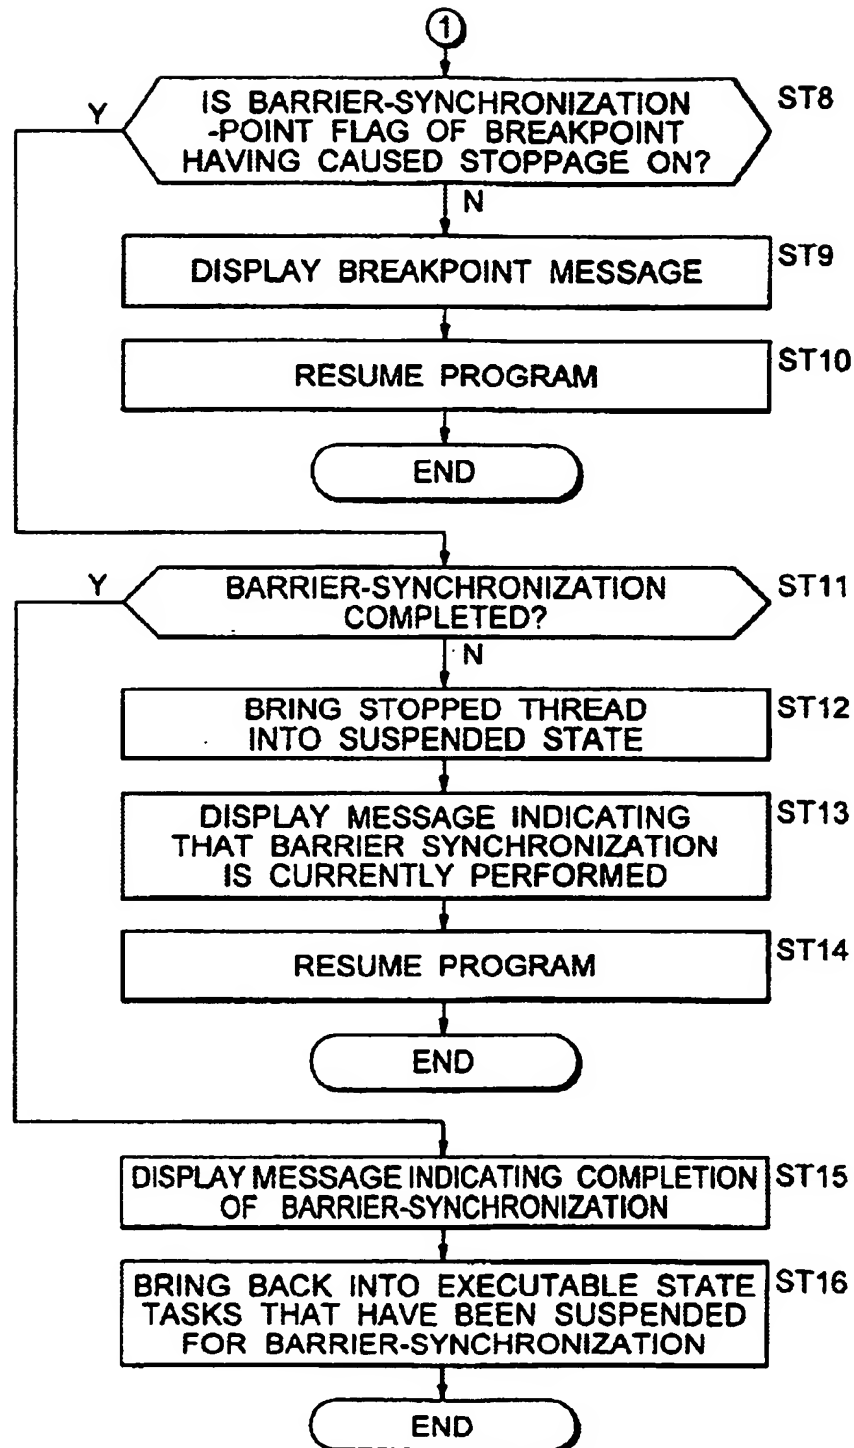 1
Y
IS BARRIER-SYNCHRONIZATION
-POINT FLAG OF BREAKPOINT
HAVING CAUSED STOPPAGE ON?
ST8
N
DISPLAY BREAKPOINT MESSAGE
ST9
RESUME PROGRAM
ST10
END
Y
BARRIER-SYNCHRONIZATION
COMPLETED?
ST11
N
BRING STOPPED THREAD
INTO SUSPENDED STATE
ST12
DISPLAY MESSAGE INDICATING
THAT BARRIER SYNCHRONIZATION
IS CURRENTLY PERFORMED
ST13
RESUME PROGRAM
ST14
END
DISPLAY MESSAGE INDICATING COMPLETION
OF BARRIER-SYNCHRONIZATION
ST15
BRING BACK INTO EXECUTABLE STATE
TASKS THAT HAVE BEEN SUSPENDED
FOR BARRIER-SYNCHRONIZATION
ST16
END